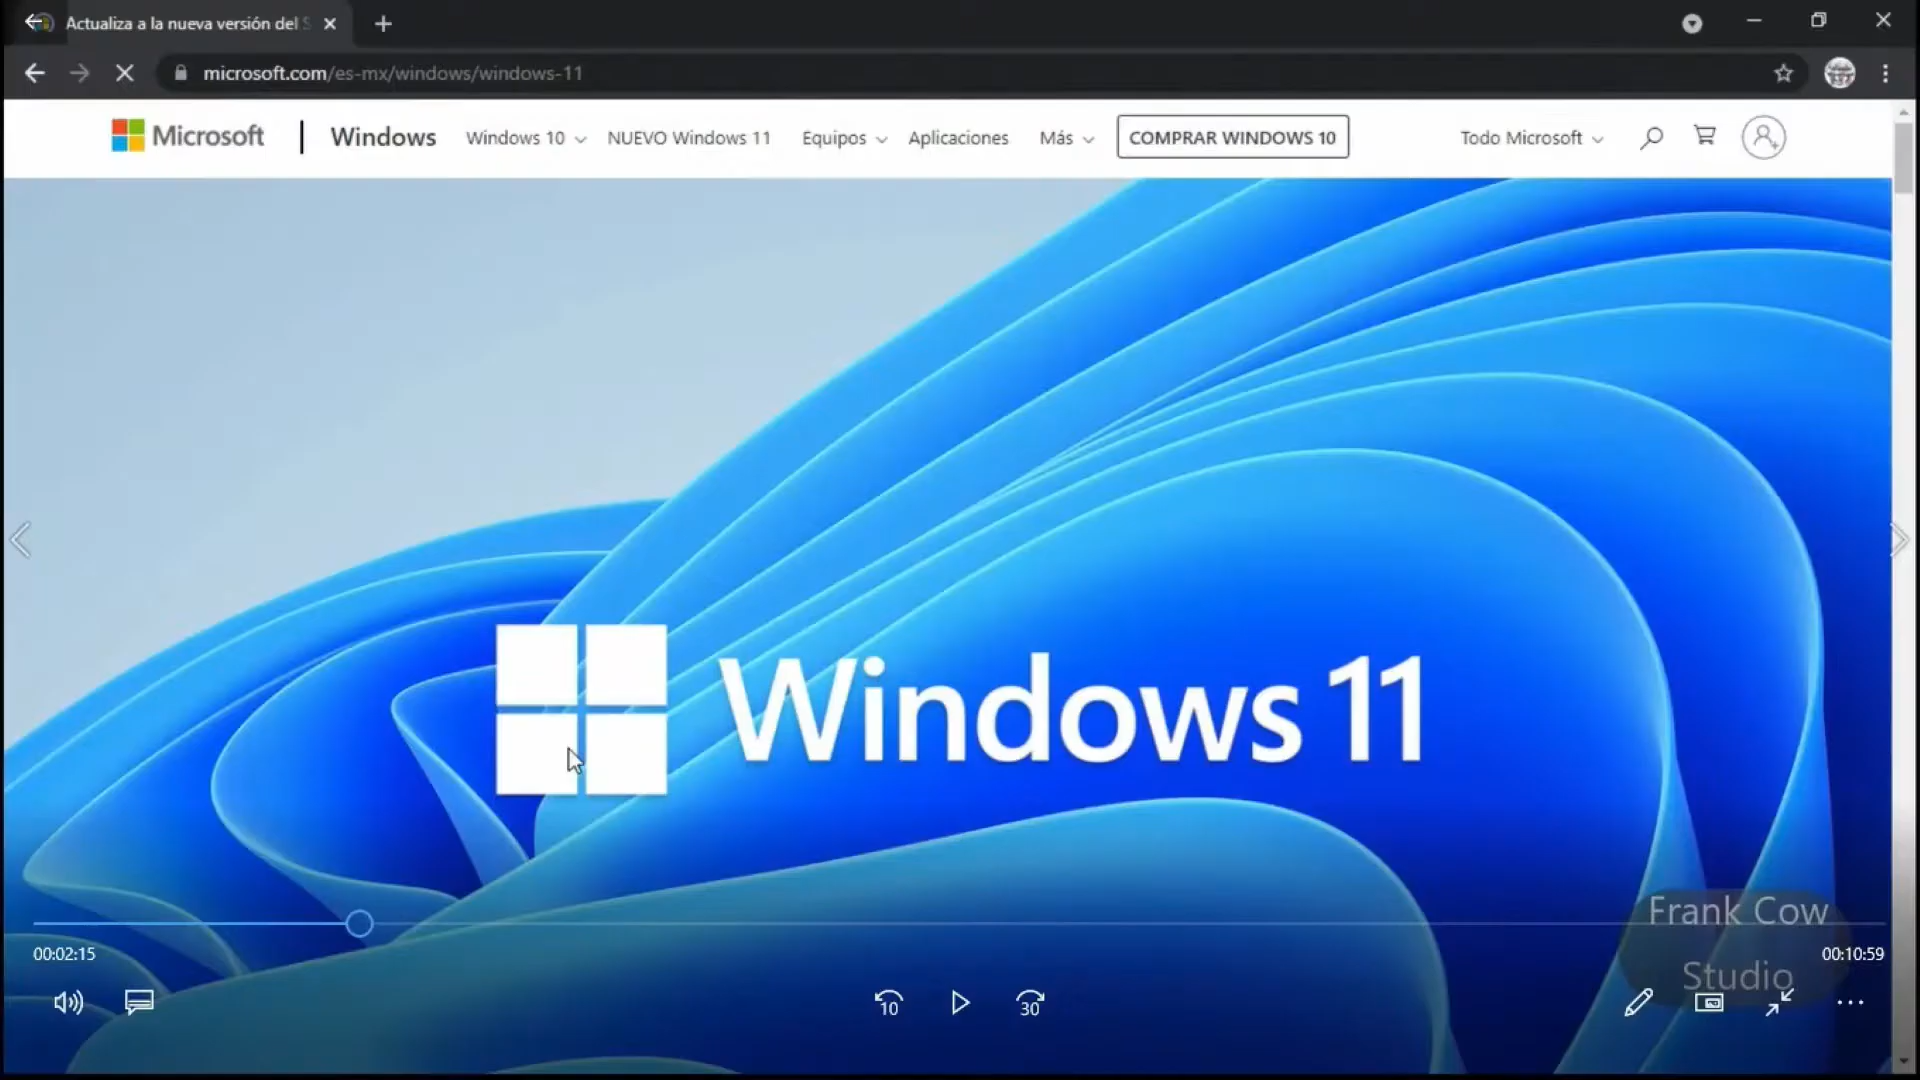 Actualiza a la nueva versión del S
microsoft.com/es-mx/windows/windows-11
Microsoft Windows Windows 10 NUEVO Windows 11 Equipos Aplicaciones Más COMPRAR WINDOWS 10 Todo Microsoft
Windows 11
Frank Cow
Studio
00:02:15 00:10:59
10 30